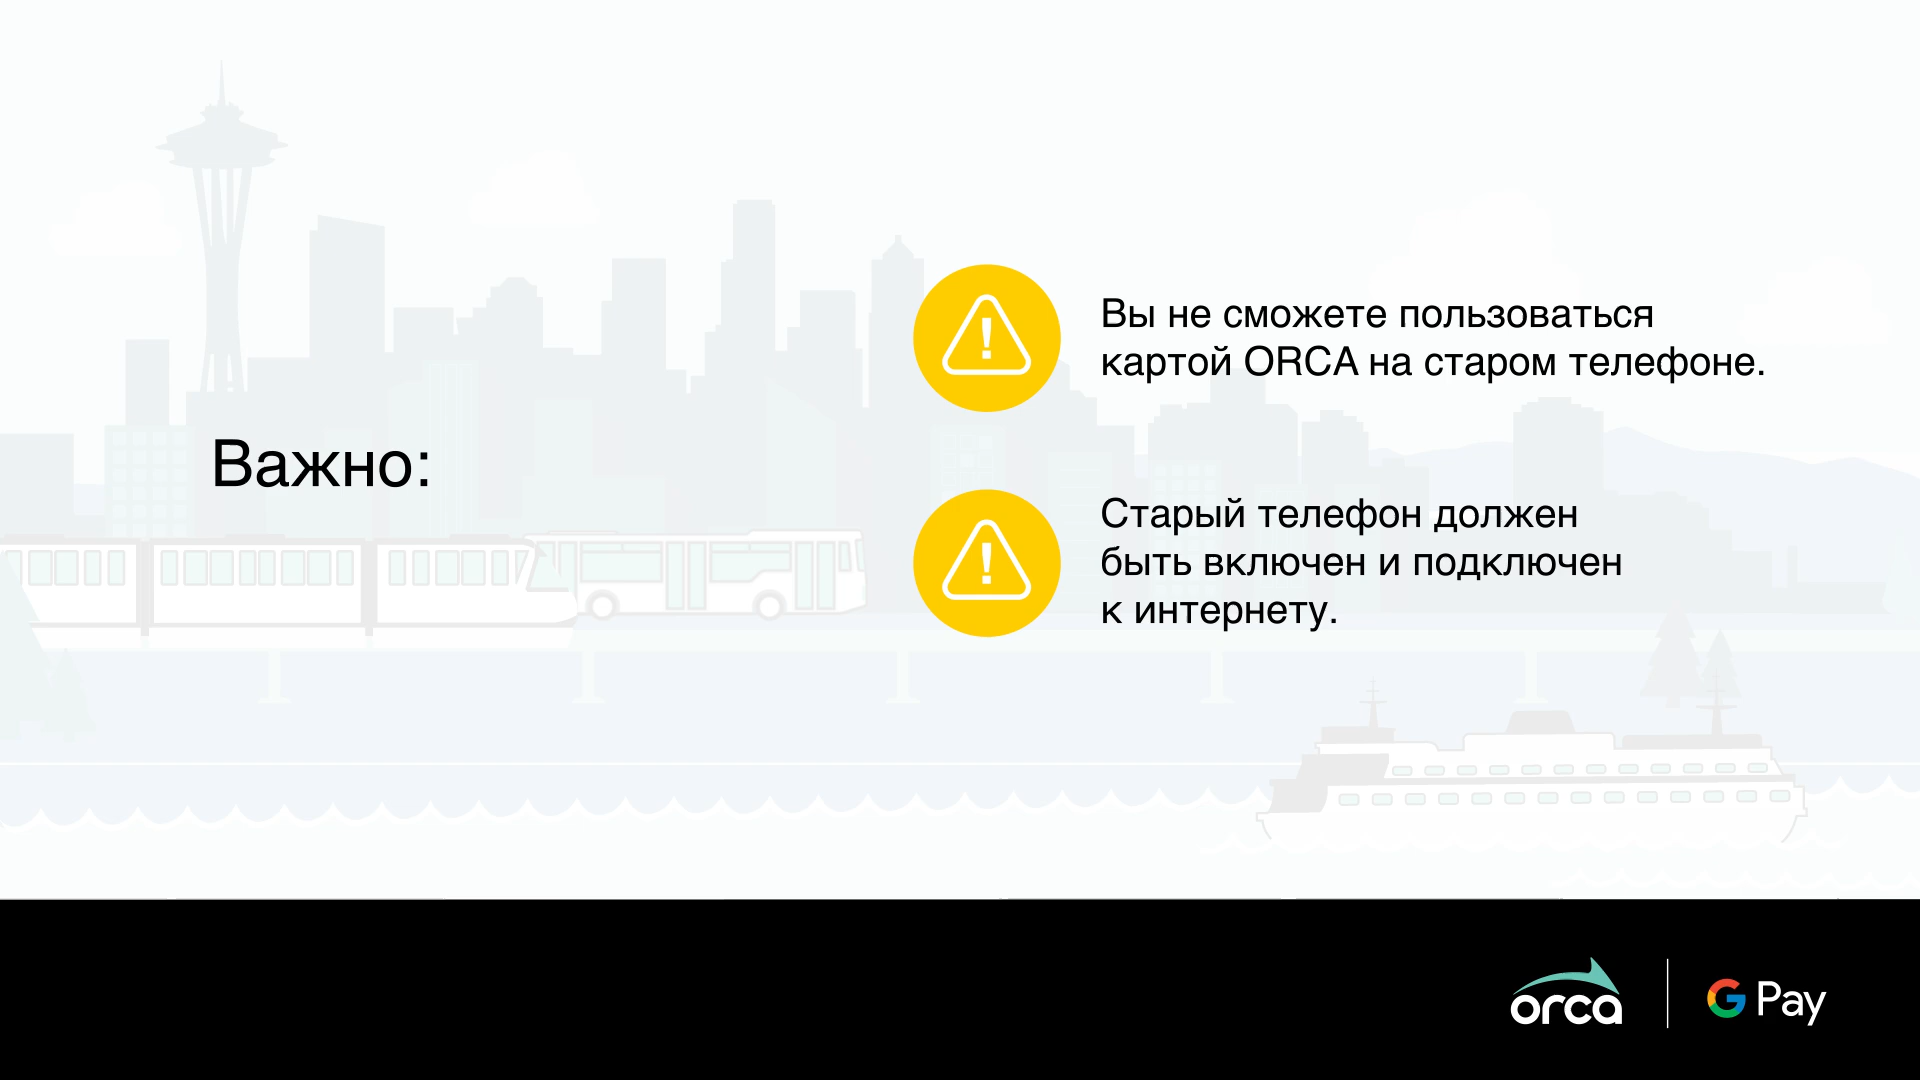 Важно:
Вы не сможете пользоваться
картой ORCA на старом телефоне.
Старый телефон должен
быть включен и подключен
к интернету.
orca
G Pay